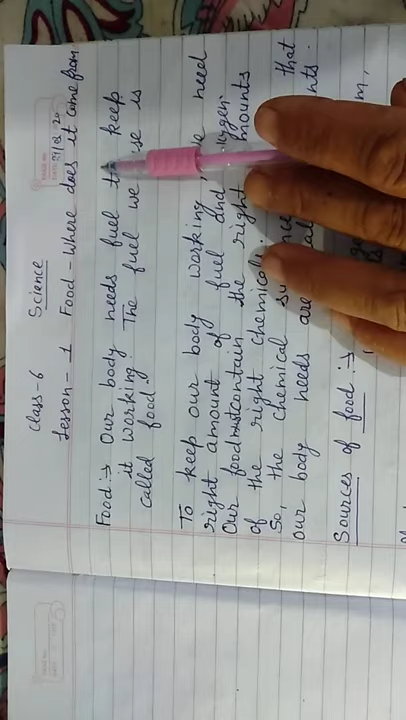 Class-6 Science
Lesson- 1 Food - Where does it come from
Food :→ Our body needs fuel to keep
it working. The fuel we use is
called food.
To keep our body working, we need
right amount of fuel and
Our food must contain the right amounts
of the right chemicals.
So, the chemical that
our body needs are
Sources of food :→